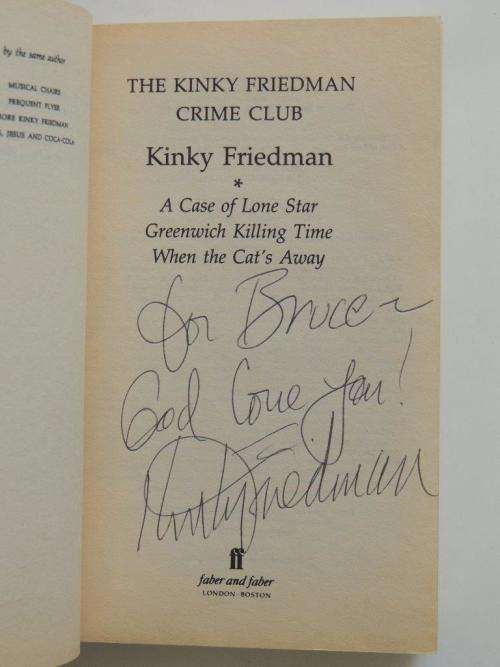 by the same author
MUSICAL CHAIRS
FREQUENT FLYER
MORE KINKY FRIEDMAN
, JESUS AND COCA-COLA
THE KINKY FRIEDMAN
CRIME CLUB
Kinky Friedman
*
A Case of Lone Star
Greenwich Killing Time
When the Cat's Away
for Bruce ~
God Love You!
Kinky Friedman
ff
faber and faber
LONDON BOSTON